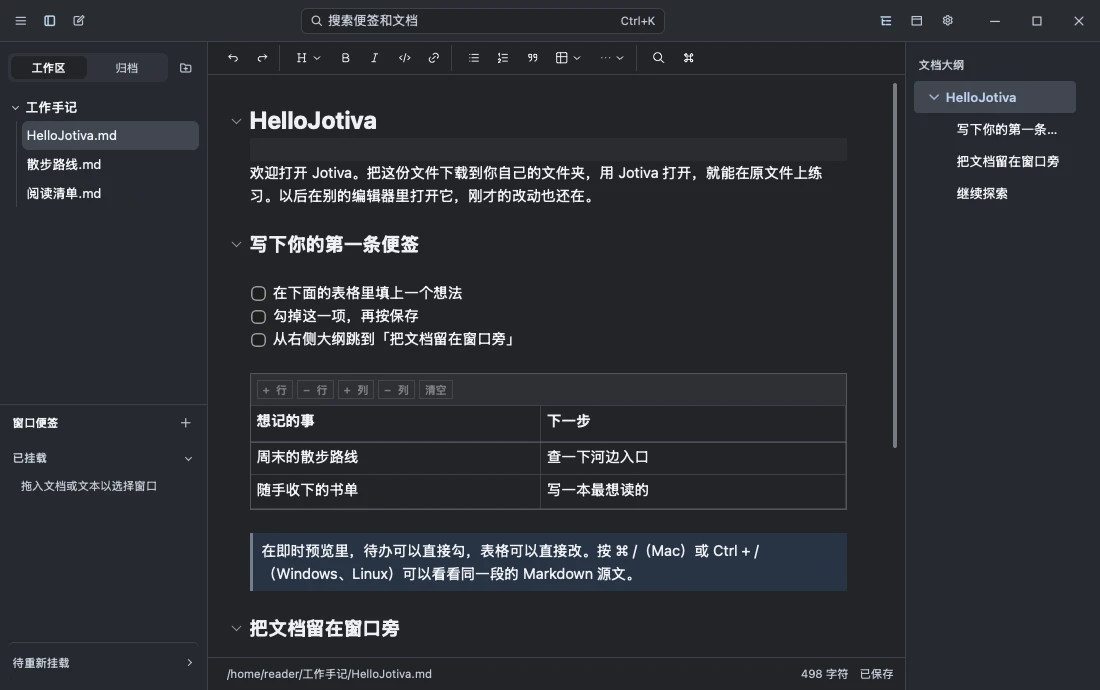 搜索便签和文档 Ctrl+K
工作区 归档
工作手记
HelloJotiva.md
散步路线.md
阅读清单.md
窗口便签
已挂载
拖入文档或文本以选择窗口
待重新挂载
H B I
HelloJotiva
欢迎打开 Jotiva。把这份文件下载到你自己的文件夹，用 Jotiva 打开，就能在原文件上练
习。以后在别的编辑器里打开它，刚才的改动也还在。
写下你的第一条便签
在下面的表格里填上一个想法
勾掉这一项，再按保存
从右侧大纲跳到「把文档留在窗口旁」
+ 行 − 行 + 列 − 列 清空
想记的事 下一步
周末的散步路线 查一下河边入口
随手收下的书单 写一本最想读的
在即时预览里，待办可以直接勾，表格可以直接改。按 ⌘ /（Mac）或 Ctrl + /
（Windows、Linux）可以看看同一段的 Markdown 源文。
把文档留在窗口旁
/home/reader/工作手记/HelloJotiva.md 498 字符 已保存
文档大纲
HelloJotiva
写下你的第一条...
把文档留在窗口旁
继续探索